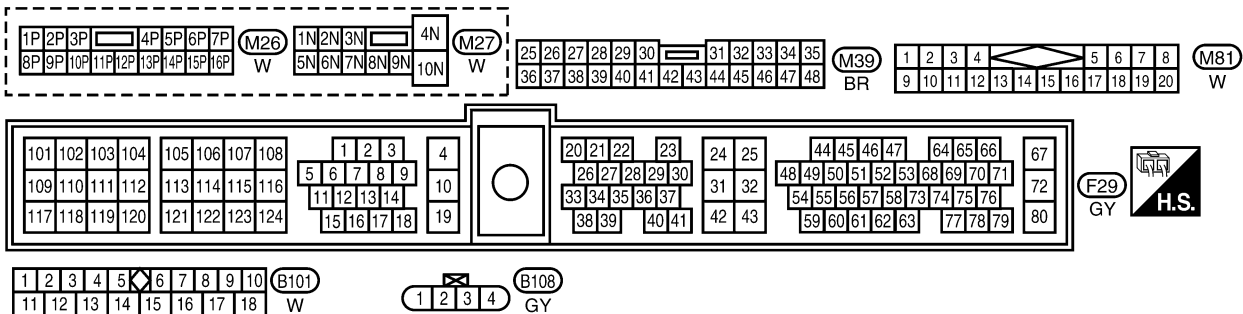 1P 2P 3P 4P 5P 6P 7P M26 1N 2N 3N 4N M27
8P 9P 10P 11P 12P 13P 14P 15P 16P W 5N 6N 7N 8N 9N 10N W
25 26 27 28 29 30 31 32 33 34 35 M39
36 37 38 39 40 41 42 43 44 45 46 47 48 BR
1 2 3 4 5 6 7 8 M81
9 10 11 12 13 14 15 16 17 18 19 20 W
101 102 103 104 105 106 107 108 1 2 3 4 20 21 22 23 24 25 44 45 46 47 64 65 66 67
109 110 111 112 113 114 115 116 5 6 7 8 9 10 26 27 28 29 30 31 32 48 49 50 51 52 53 68 69 70 71 72 F29
11 12 13 14 33 34 35 36 37 54 55 56 57 58 73 74 75 76 GY
117 118 119 120 121 122 123 124 15 16 17 18 19 38 39 40 41 42 43 59 60 61 62 63 77 78 79 80
H.S.
1 2 3 4 5 6 7 8 9 10 B101
11 12 13 14 15 16 17 18 W
B108
1 2 3 4 GY